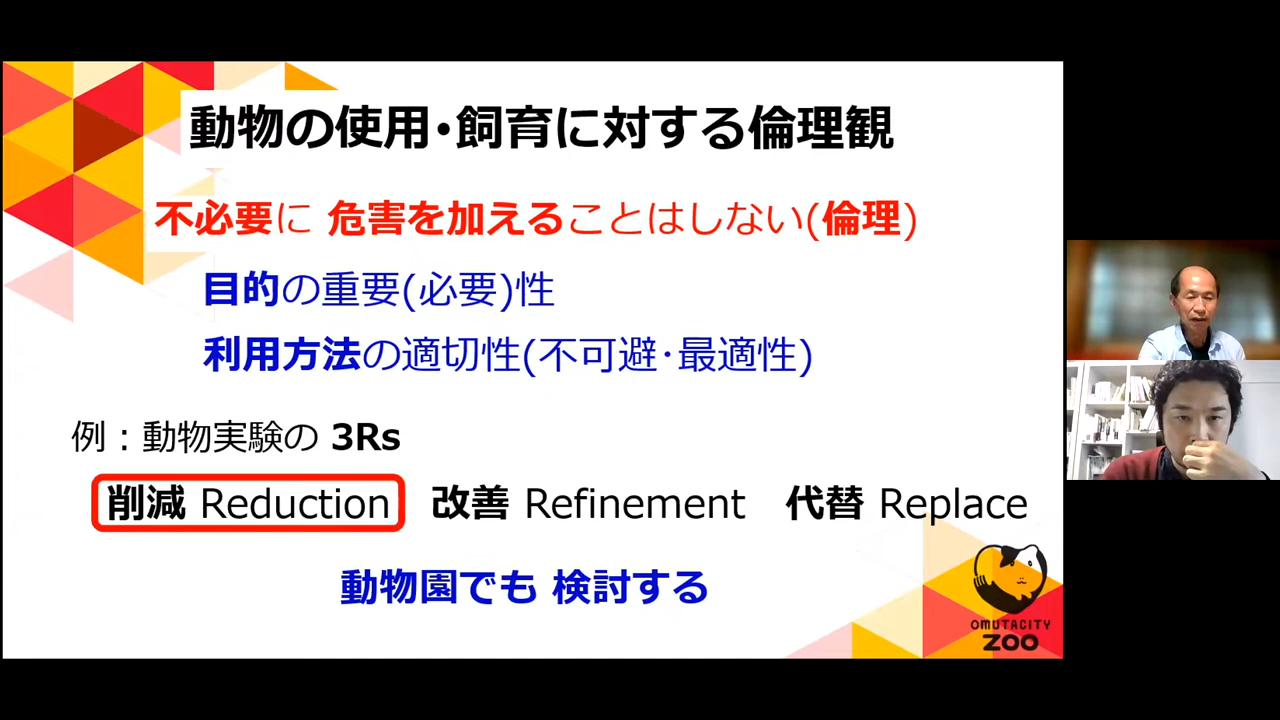 動物の使用・飼育に対する倫理観
不必要に 危害を加えることはしない(倫理)
目的の重要(必要)性
利用方法の適切性(不可避・最適性)
例：動物実験の 3Rs
削減 Reduction 改善 Refinement 代替 Replace
動物園でも 検討する
OMUTACITY
ZOO